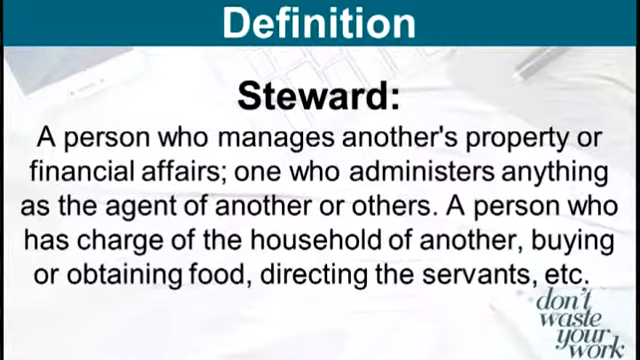 Definition
Steward:
A person who manages another's property or
financial affairs; one who administers anything
as the agent of another or others. A person who
has charge of the household of another, buying
or obtaining food, directing the servants, etc.
don't
waste
your
work